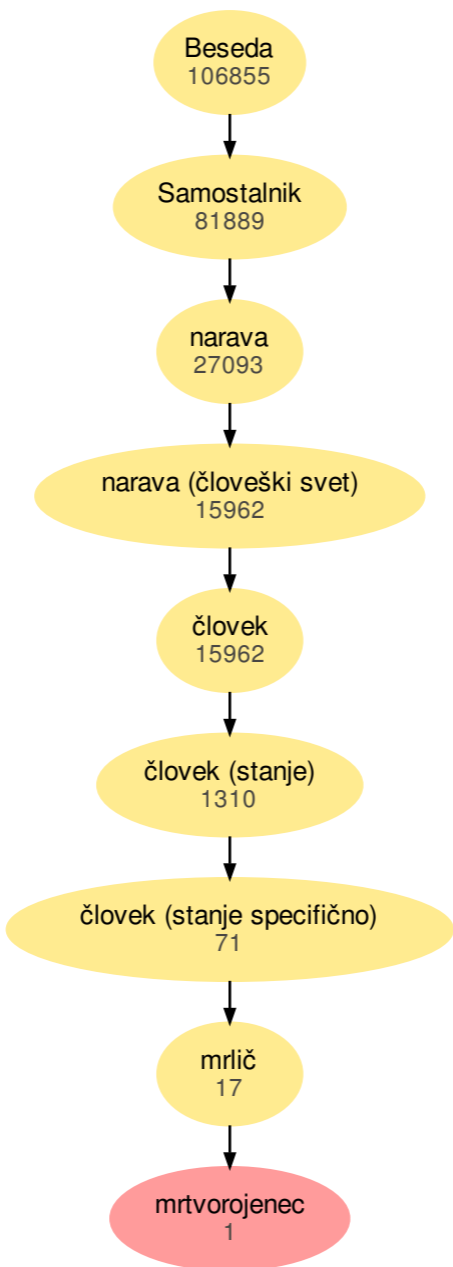 Beseda
106855
Samostalnik
81889
narava
27093
narava (človeški svet)
15962
človek
15962
človek (stanje)
1310
človek (stanje specifično)
71
mrlič
17
mrtvorojenec
1